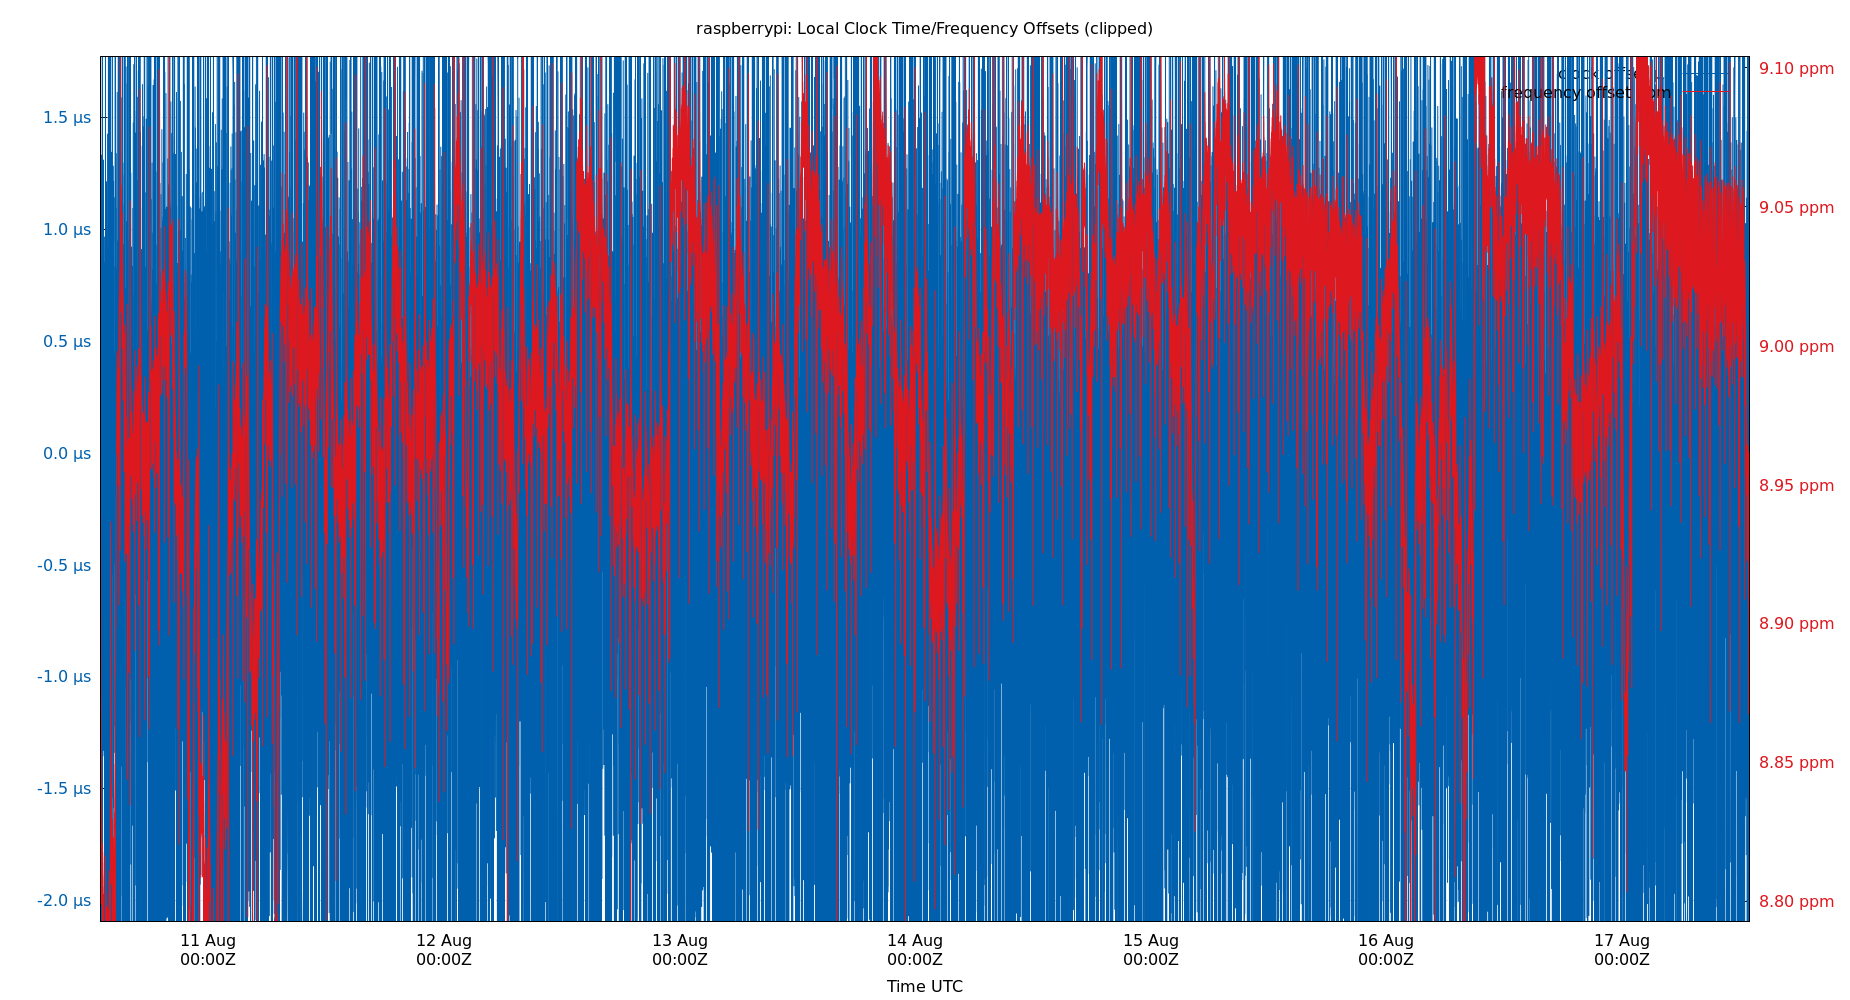 raspberrypi: Local Clock Time/Frequency Offsets (clipped)
clock offset
frequency offset ppm
1.5 µs
1.0 µs
0.5 µs
0.0 µs
-0.5 µs
-1.0 µs
-1.5 µs
-2.0 µs
9.10 ppm
9.05 ppm
9.00 ppm
8.95 ppm
8.90 ppm
8.85 ppm
8.80 ppm
11 Aug
00:00Z
12 Aug
00:00Z
13 Aug
00:00Z
14 Aug
00:00Z
15 Aug
00:00Z
16 Aug
00:00Z
17 Aug
00:00Z
Time UTC